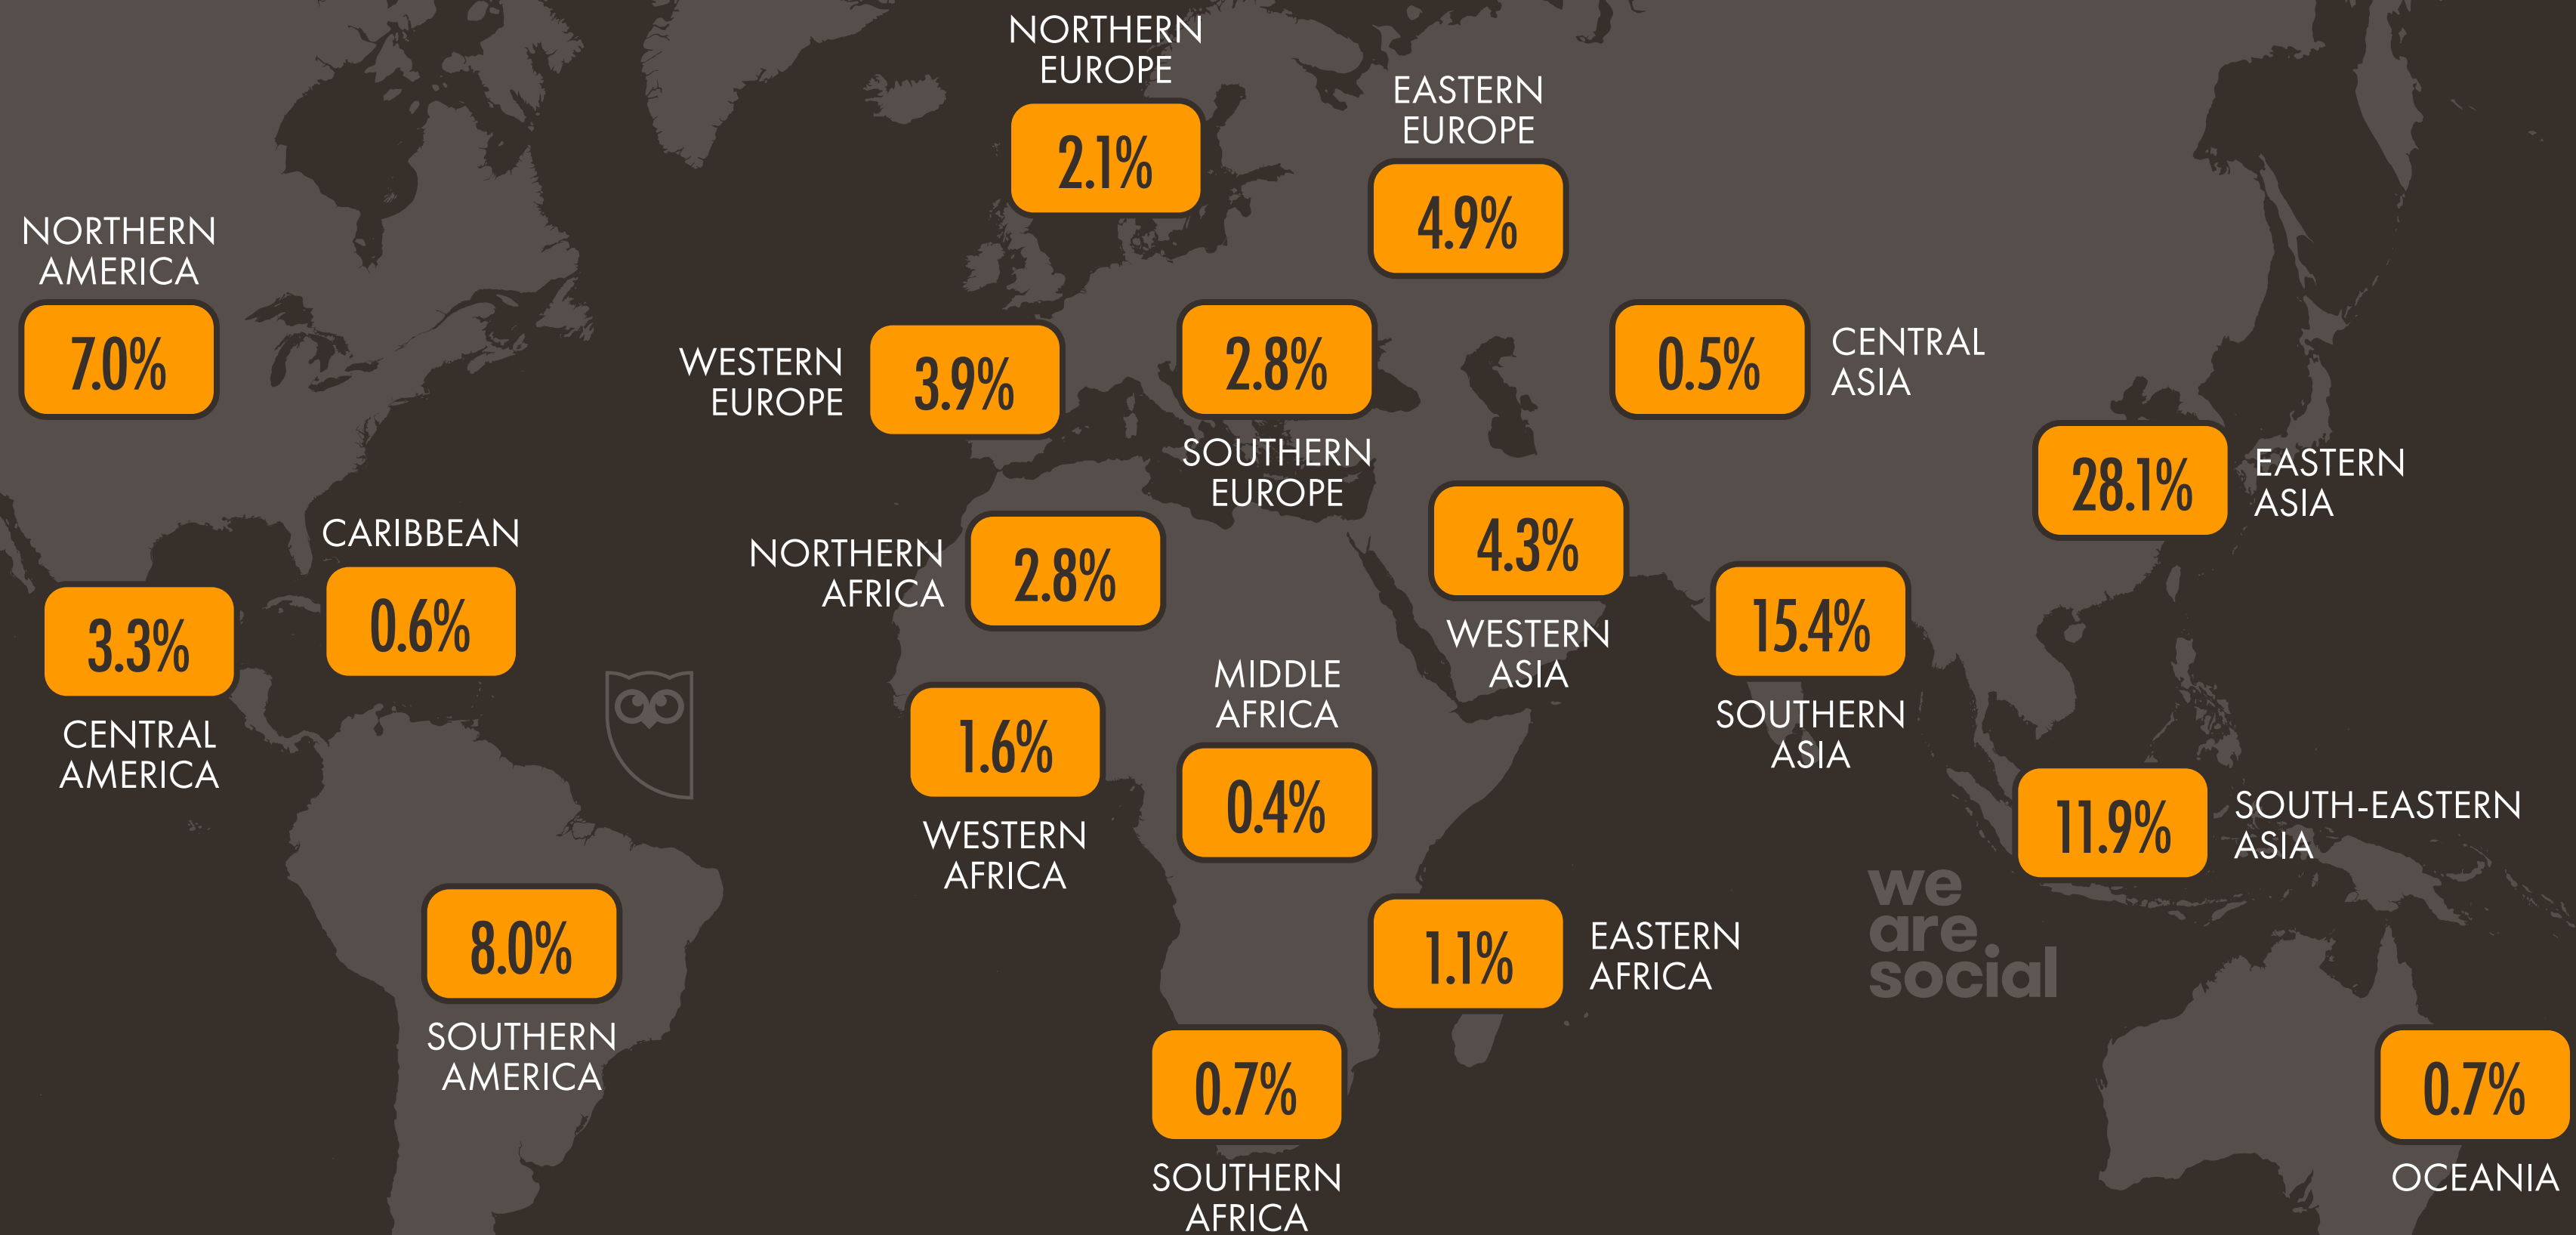 NORTHERN
EUROPE
2.1%
EASTERN
EUROPE
4.9%
NORTHERN
AMERICA
7.0%
WESTERN
EUROPE
3.9%
2.8%
SOUTHERN
EUROPE
0.5%
CENTRAL
ASIA
28.1%
EASTERN
ASIA
CARIBBEAN
0.6%
3.3%
CENTRAL
AMERICA
NORTHERN
AFRICA
2.8%
4.3%
WESTERN
ASIA
15.4%
SOUTHERN
ASIA
1.6%
WESTERN
AFRICA
MIDDLE
AFRICA
0.4%
11.9%
SOUTH-EASTERN
ASIA
8.0%
SOUTHERN
AMERICA
1.1%
EASTERN
AFRICA
we
are
social
0.7%
SOUTHERN
AFRICA
0.7%
OCEANIA